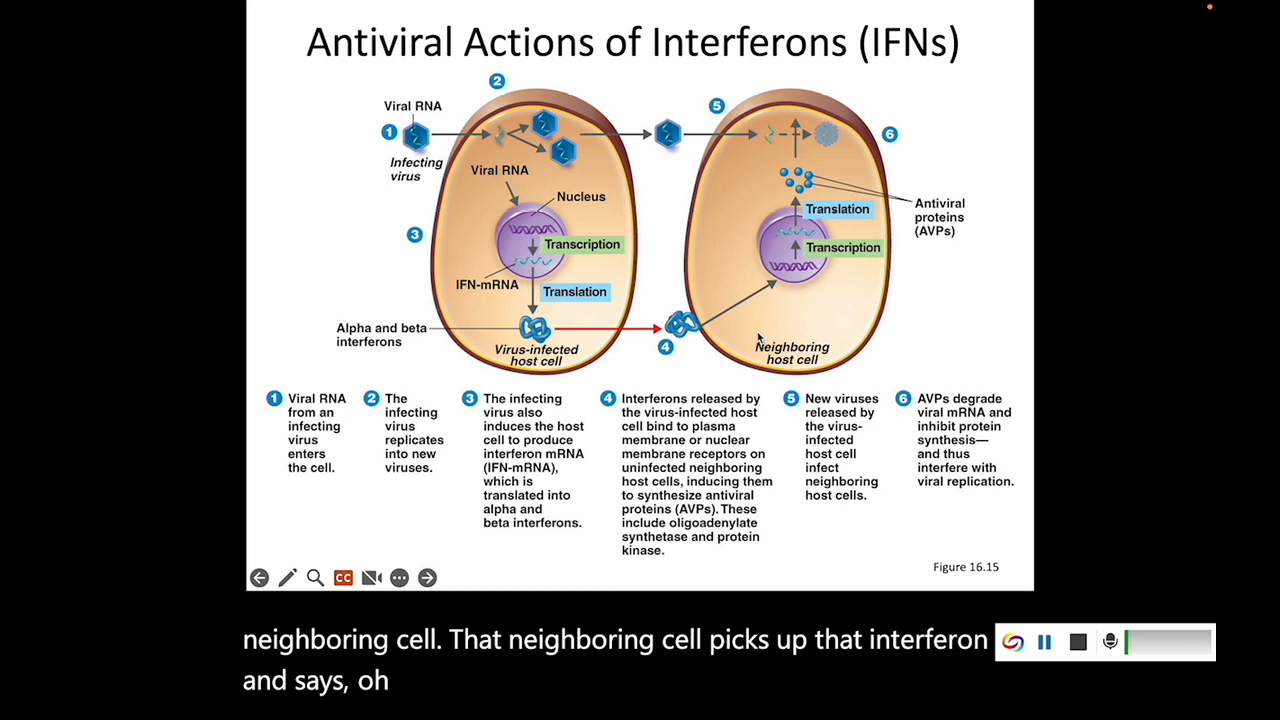 Antiviral Actions of Interferons (IFNs)
2
Viral RNA
5
1
6
Infecting
virus
Viral RNA
Nucleus
Antiviral
proteins
(AVPs)
Translation
3
Transcription
Transcription
IFN-mRNA
Translation
Alpha and beta
interferons
4
Virus-infected
host cell
Neighboring
host cell
1 Viral RNA
from an
infecting
virus
enters
the cell.
2 The
infecting
virus
replicates
into new
viruses.
3 The infecting
virus also
induces the host
cell to produce
interferon mRNA
(IFN-mRNA),
which is
translated into
alpha and
beta interferons.
4 Interferons released by
the virus-infected host
cell bind to plasma
membrane or nuclear
membrane receptors on
uninfected neighboring
host cells, inducing them
to synthesize antiviral
proteins (AVPs). These
include oligoadenylate
synthetase and protein
kinase.
5 New viruses
released by
the virus-
infected
host cell
infect
neighboring
host cells.
6 AVPs degrade
viral mRNA and
inhibit protein
synthesis—
and thus
interfere with
viral replication.
Figure 16.15
CC
neighboring cell. That neighboring cell picks up that interferon
and says, oh